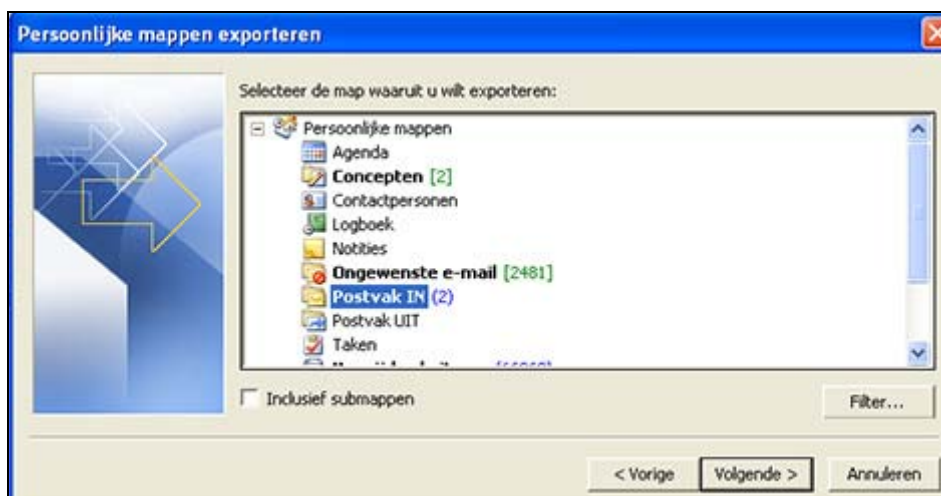 Persoonlijke mappen exporteren
Selecteer de map waaruit u wilt exporteren:
Persoonlijke mappen
Agenda
Concepten [2]
Contactpersonen
Logboek
Notities
Ongewenste e-mail [2481]
Postvak IN (2)
Postvak UIT
Taken
Inclusief submappen
Filter...
< Vorige
Volgende >
Annuleren